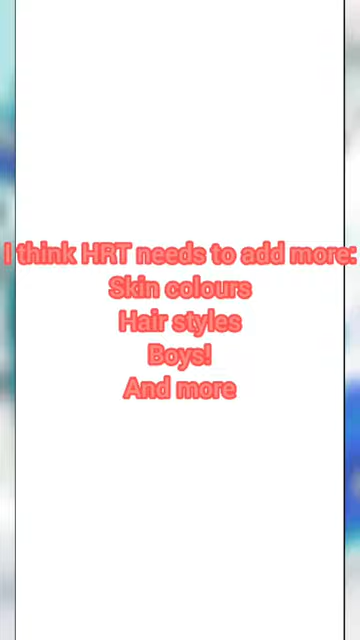 I think HRT needs to add more:
Skin colours
Hair styles
Boys!
And more